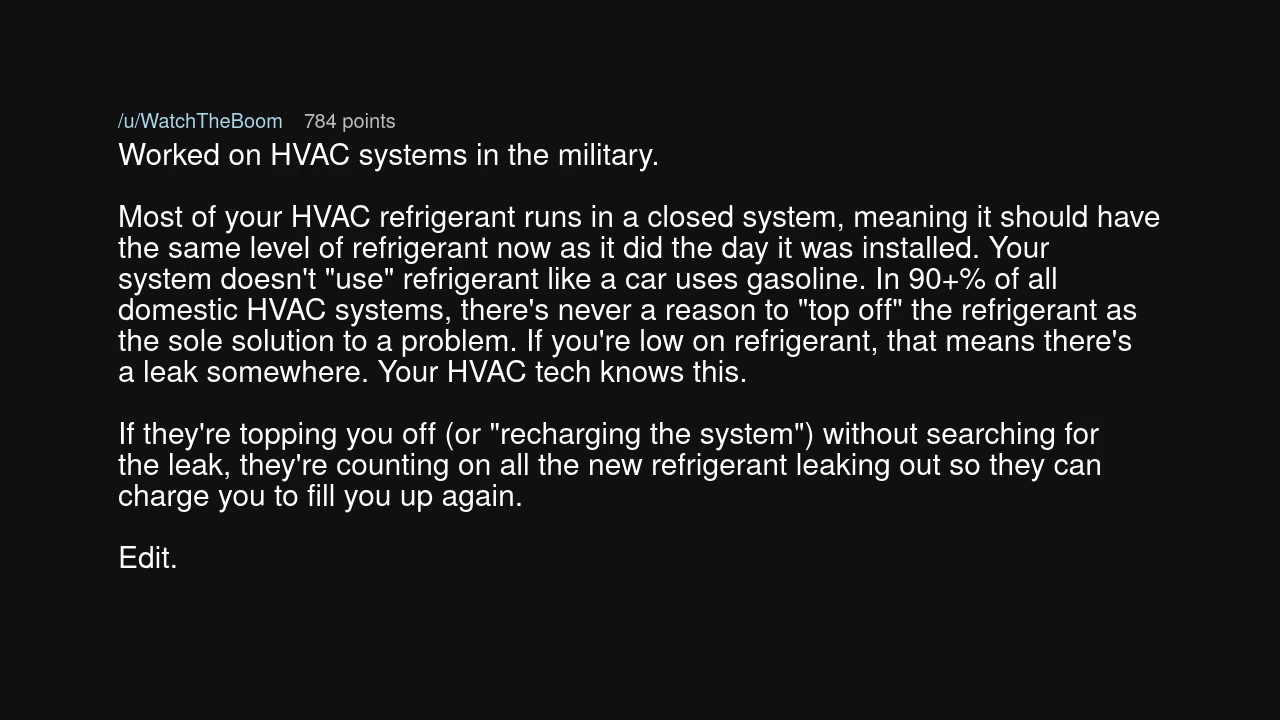 /u/WatchTheBoom 784 points
Worked on HVAC systems in the military.
Most of your HVAC refrigerant runs in a closed system, meaning it should have
the same level of refrigerant now as it did the day it was installed. Your
system doesn't "use" refrigerant like a car uses gasoline. In 90+% of all
domestic HVAC systems, there's never a reason to "top off" the refrigerant as
the sole solution to a problem. If you're low on refrigerant, that means there's
a leak somewhere. Your HVAC tech knows this.
If they're topping you off (or "recharging the system") without searching for
the leak, they're counting on all the new refrigerant leaking out so they can
charge you to fill you up again.
Edit.